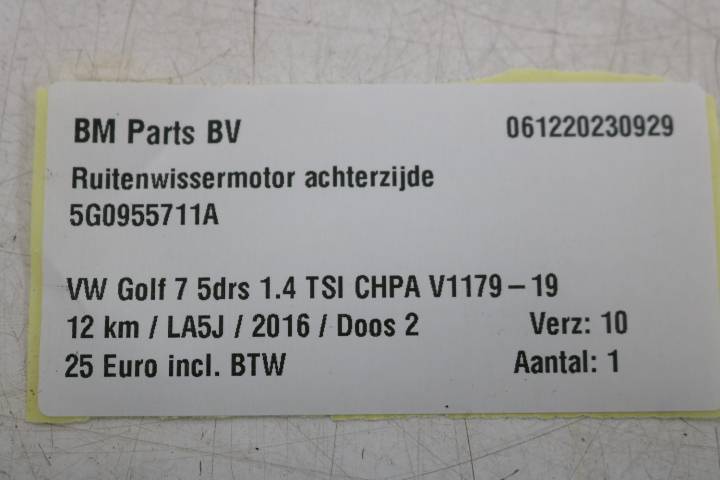 BM Parts BV 061220230929
Ruitenwissermotor achterzijde
5G0955711A
VW Golf 7 5drs 1.4 TSI CHPA V1179 – 19
12 km / LA5J / 2016 / Doos 2 Verz: 10
25 Euro incl. BTW Aantal: 1